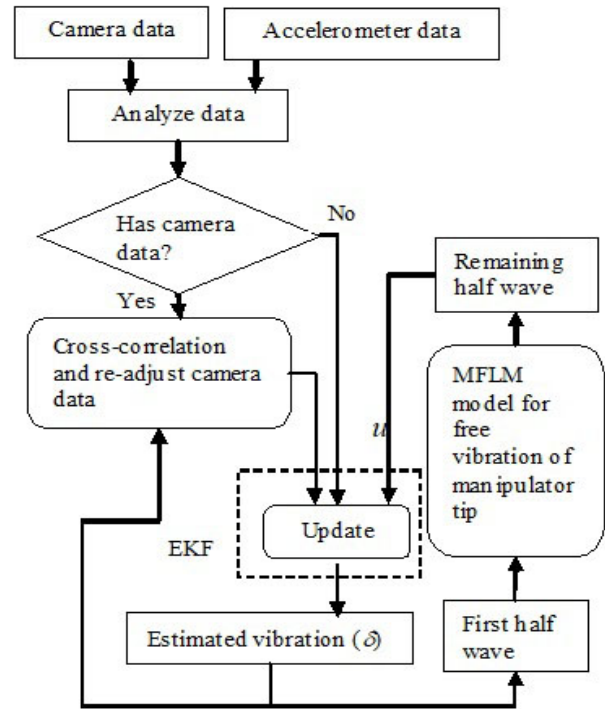 Camera data
Accelerometer data
Analyze data
Has camera
data?
No
Yes
Remaining
half wave
Cross-correlation
and re-adjust camera
data
MFLM
model for
free
vibration of
manipulator
tip
u
Update
EKF
Estimated vibration (δ)
First half
wave